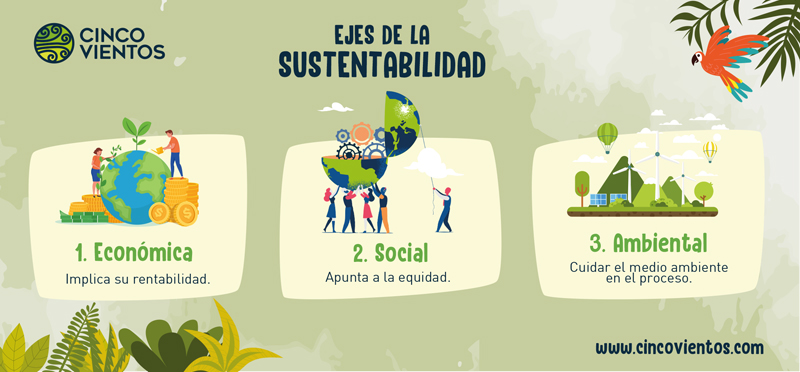 CINCO
VIENTOS
EJES DE LA
SUSTENTABILIDAD
1. Económica
Implica su rentabilidad.
2. Social
Apunta a la equidad.
3. Ambiental
Cuidar el medio ambiente
en el proceso.
www.cincovientos.com